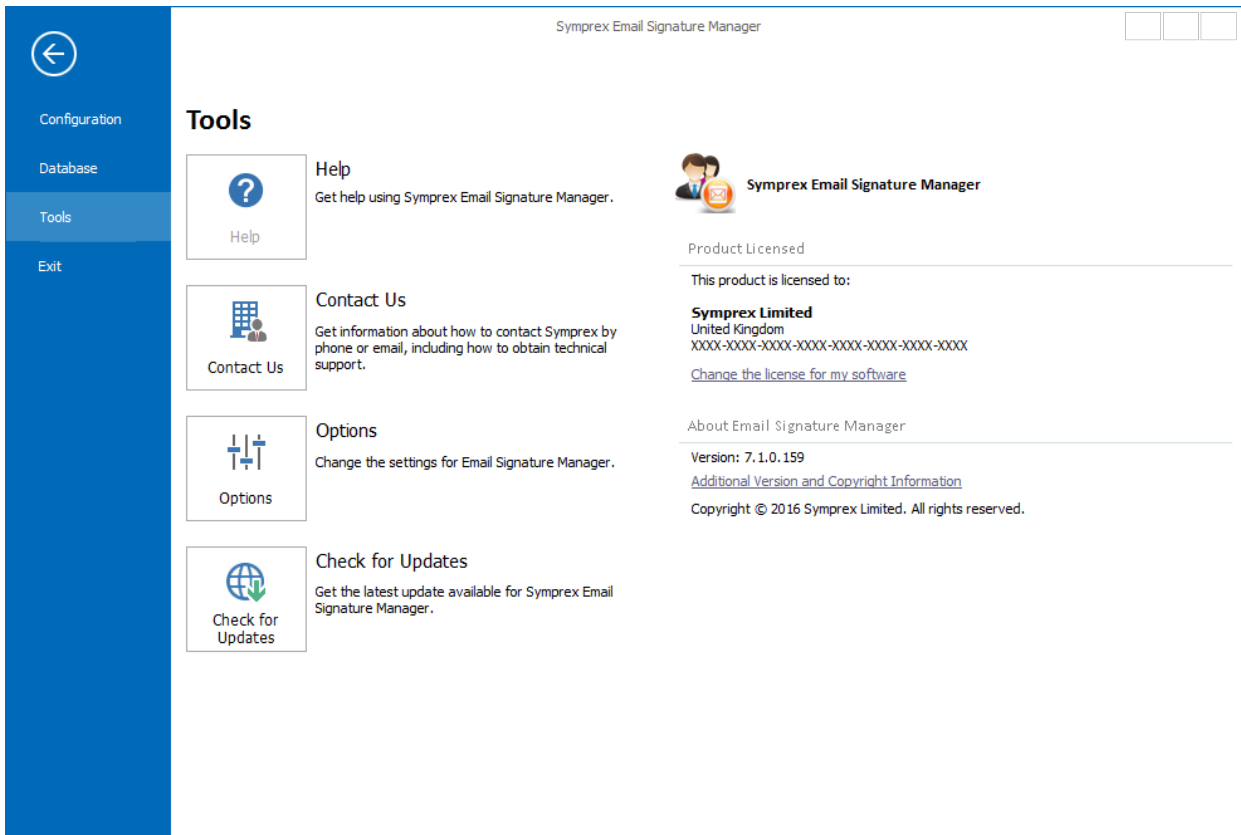 Symprex Email Signature Manager
Configuration
Database
Tools
Exit
Tools
Help
Help
Get help using Symprex Email Signature Manager.
Contact Us
Contact Us
Get information about how to contact Symprex by
phone or email, including how to obtain technical
support.
Options
Options
Change the settings for Email Signature Manager.
Check for
Updates
Check for Updates
Get the latest update available for Symprex Email
Signature Manager.
Symprex Email Signature Manager
Product Licensed
This product is licensed to:
Symprex Limited
United Kingdom
XXXX-XXXX-XXXX-XXXX-XXXX-XXXX-XXXX-XXXX
Change the license for my software
About Email Signature Manager
Version: 7.1.0.159
Additional Version and Copyright Information
Copyright © 2016 Symprex Limited. All rights reserved.